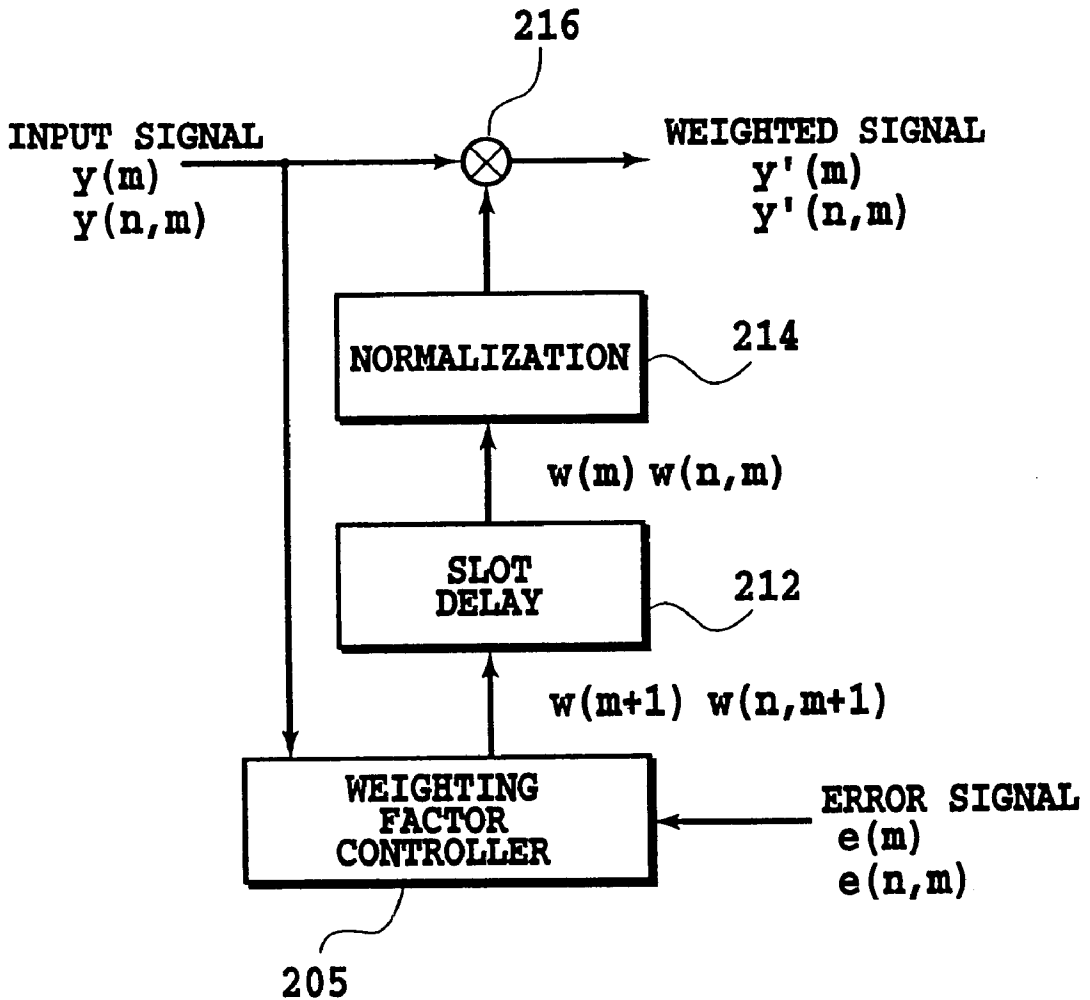 216
INPUT SIGNAL
y(m)
y(n,m)
WEIGHTED SIGNAL
y'(m)
y'(n,m)
NORMALIZATION
214
w(m) w(n,m)
SLOT
DELAY
212
w(m+1) w(n,m+1)
WEIGHTING
FACTOR
CONTROLLER
ERROR SIGNAL
e(m)
e(n,m)
205